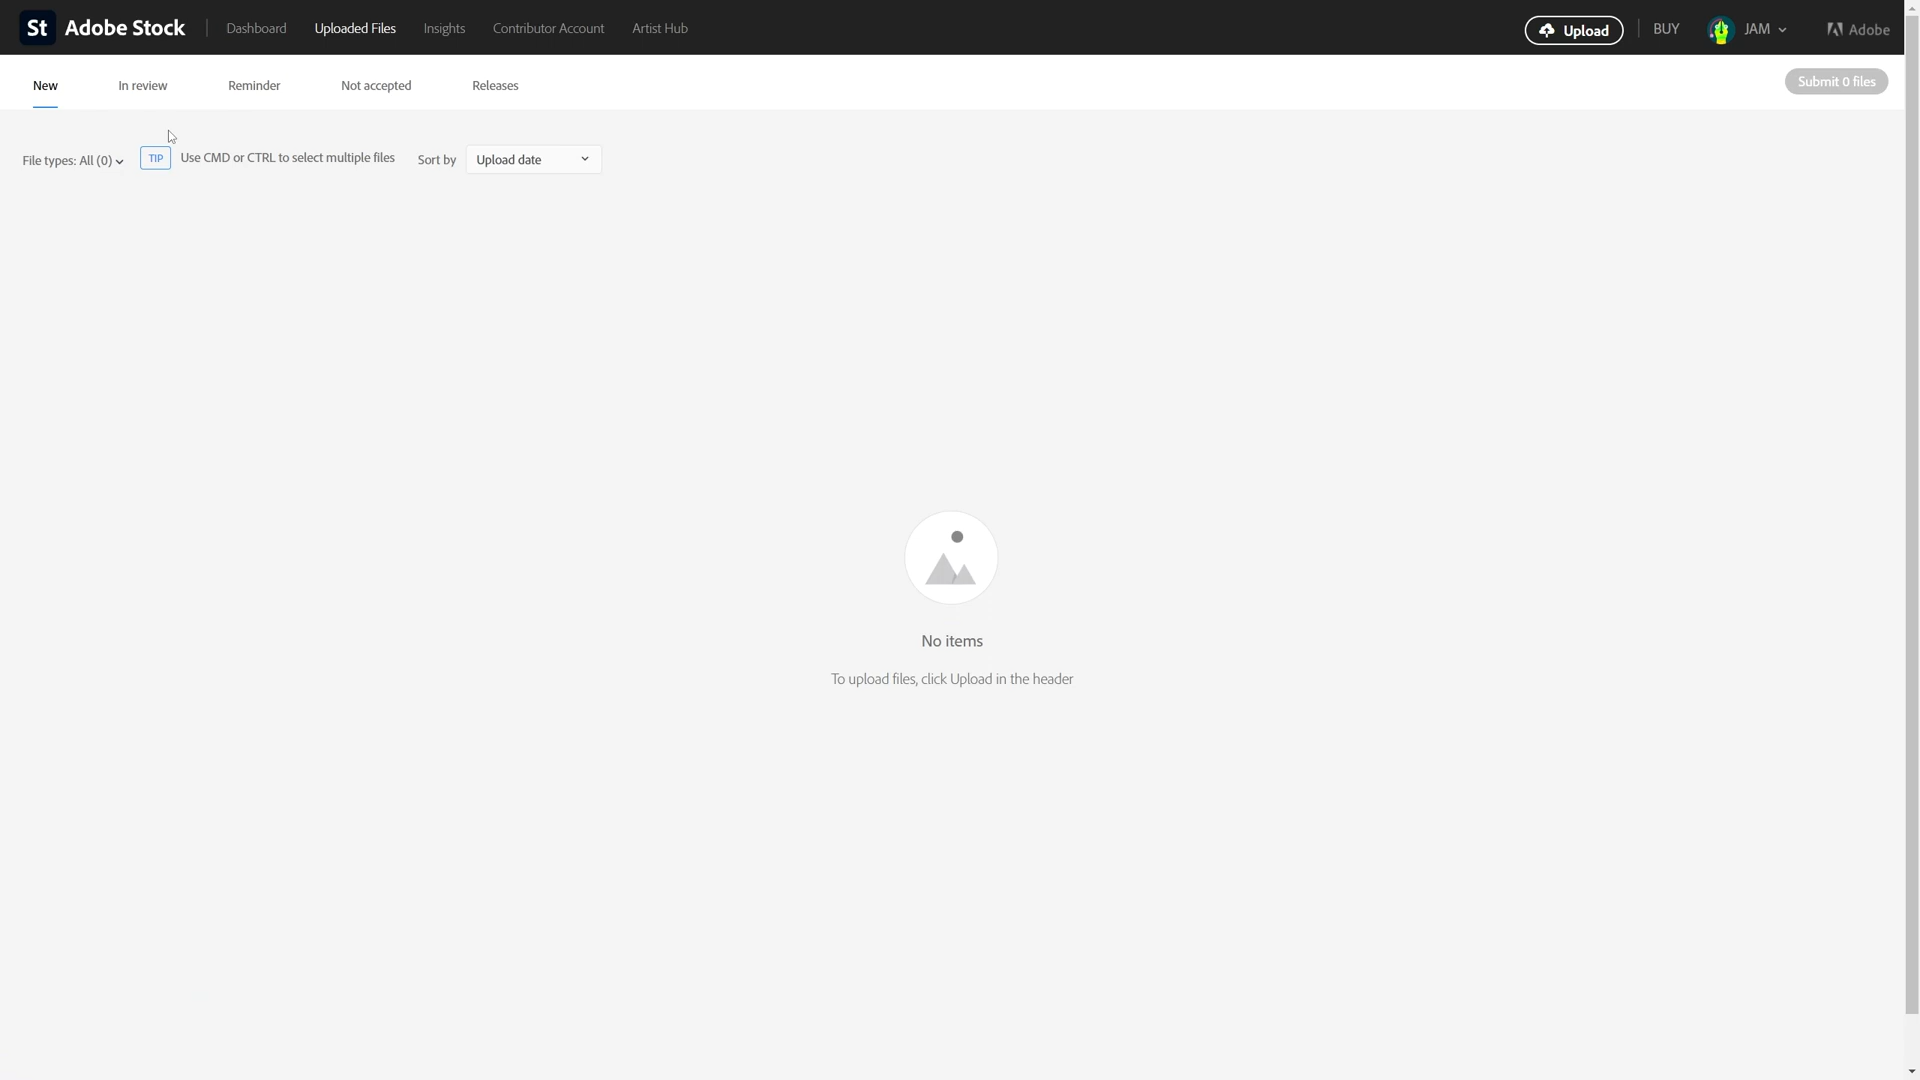 St Adobe Stock Dashboard Uploaded Files Insights Contributor Account Artist Hub Upload BUY JAM Adobe
New In review Reminder Not accepted Releases Submit 0 files
File types: All (0) TIP Use CMD or CTRL to select multiple files Sort by Upload date
No items
To upload files, click Upload in the header